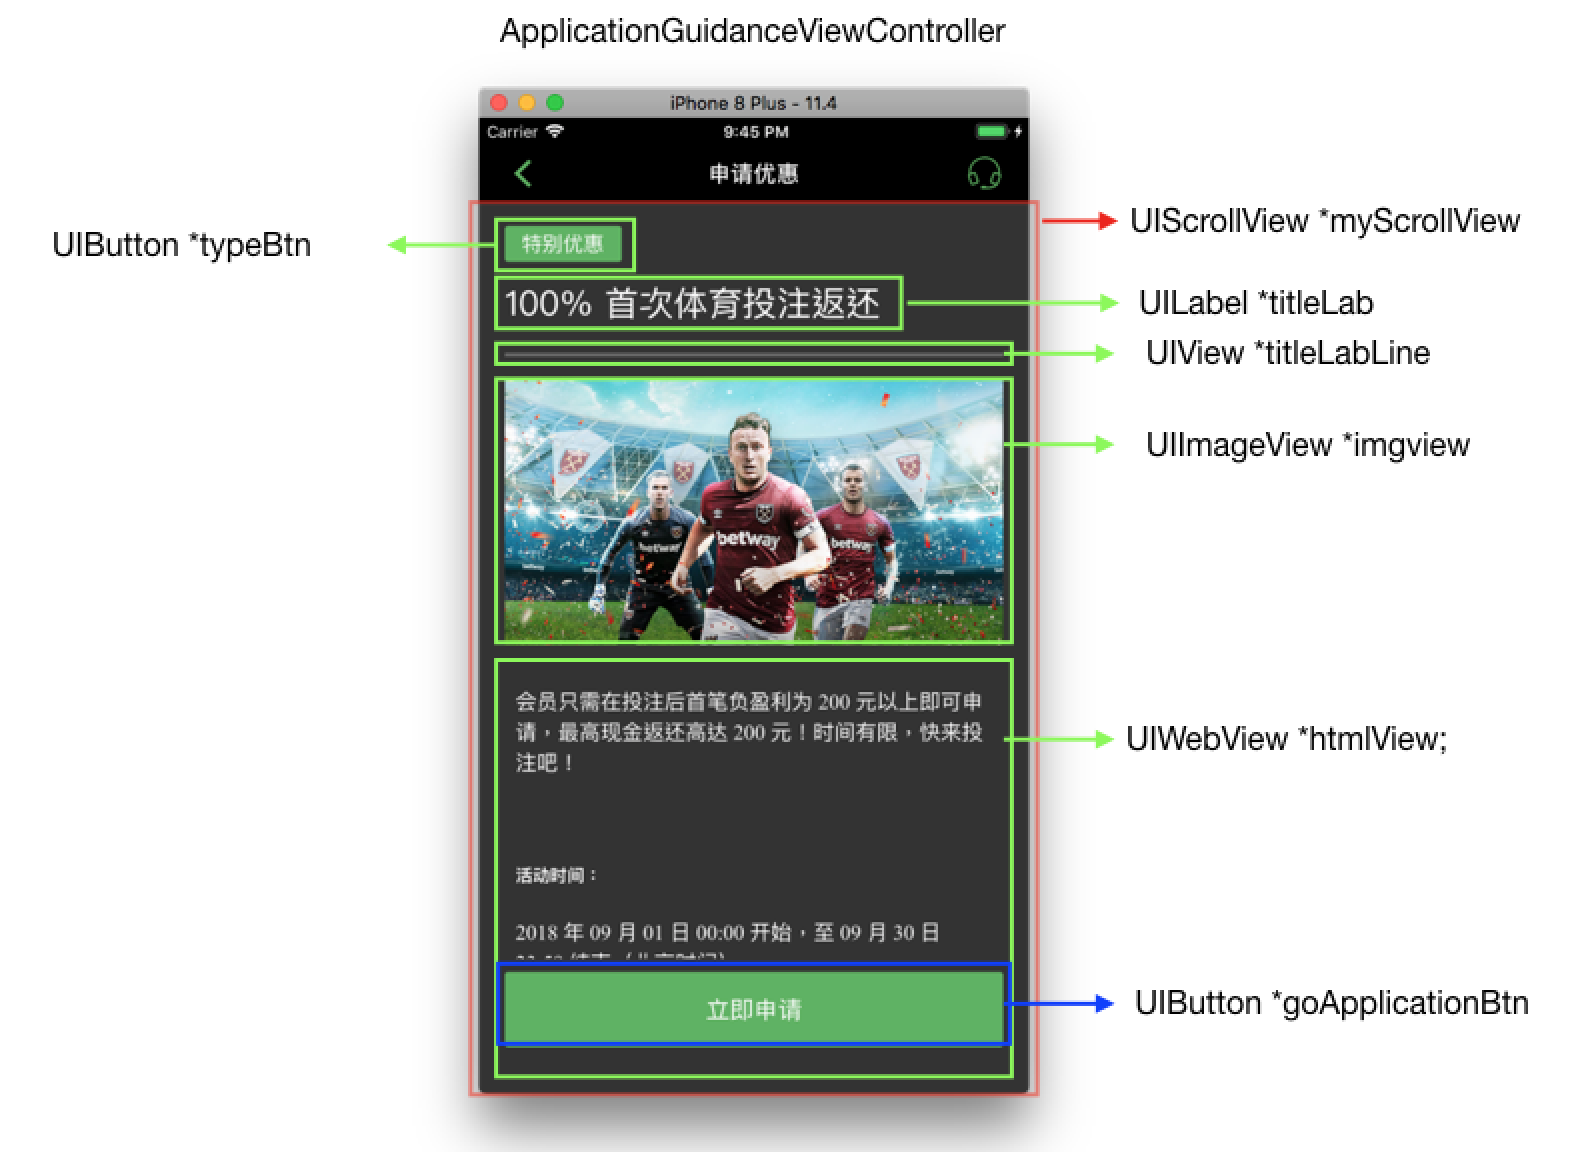 ApplicationGuidanceViewController
iPhone 8 Plus - 11.4
Carrier
9:45 PM
申请优惠
UIScrollView *myScrollView
UIButton *typeBtn
特别优惠
100% 首次体育投注返还
UILabel *titleLab
UIView *titleLabLine
UIImageView *imgview
betway
betway
betway
会员只需在投注后首笔负盈利为 200 元以上即可申
请，最高现金返还高达 200 元！时间有限，快来投
注吧！
UIWebView *htmlView;
活动时间：
2018 年 09 月 01 日 00:00 开始，至 09 月 30 日
立即申请
UIButton *goApplicationBtn